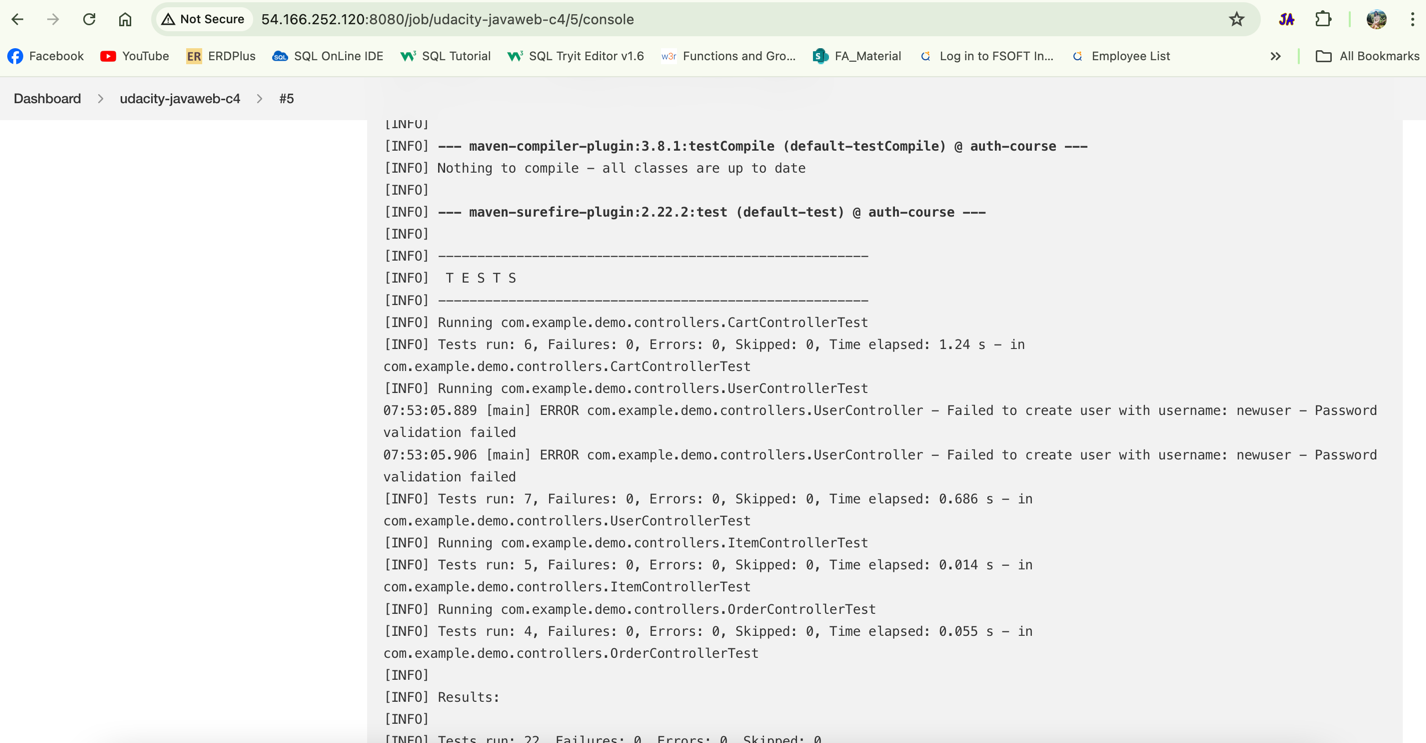 Not Secure 54.166.252.120:8080/job/udacity-javaweb-c4/5/console JA
Facebook YouTube ER ERDPlus SQL SQL OnLine IDE SQL Tutorial SQL Tryit Editor v1.6 w3r Functions and Gro... S FA_Material Log in to FSOFT In... Employee List » All Bookmarks
Dashboard > udacity-javaweb-c4 > #5
[INFO]
[INFO] --- maven-compiler-plugin:3.8.1:testCompile (default-testCompile) @ auth-course ---
[INFO] Nothing to compile - all classes are up to date
[INFO]
[INFO] --- maven-surefire-plugin:2.22.2:test (default-test) @ auth-course ---
[INFO]
[INFO] -------------------------------------------------------
[INFO]  T E S T S
[INFO] -------------------------------------------------------
[INFO] Running com.example.demo.controllers.CartControllerTest
[INFO] Tests run: 6, Failures: 0, Errors: 0, Skipped: 0, Time elapsed: 1.24 s - in
com.example.demo.controllers.CartControllerTest
[INFO] Running com.example.demo.controllers.UserControllerTest
07:53:05.889 [main] ERROR com.example.demo.controllers.UserController - Failed to create user with username: newuser - Password
validation failed
07:53:05.906 [main] ERROR com.example.demo.controllers.UserController - Failed to create user with username: newuser - Password
validation failed
[INFO] Tests run: 7, Failures: 0, Errors: 0, Skipped: 0, Time elapsed: 0.686 s - in
com.example.demo.controllers.UserControllerTest
[INFO] Running com.example.demo.controllers.ItemControllerTest
[INFO] Tests run: 5, Failures: 0, Errors: 0, Skipped: 0, Time elapsed: 0.014 s - in
com.example.demo.controllers.ItemControllerTest
[INFO] Running com.example.demo.controllers.OrderControllerTest
[INFO] Tests run: 4, Failures: 0, Errors: 0, Skipped: 0, Time elapsed: 0.055 s - in
com.example.demo.controllers.OrderControllerTest
[INFO]
[INFO] Results:
[INFO]
[INFO] Tests run: 22, Failures: 0, Errors: 0, Skipped: 0